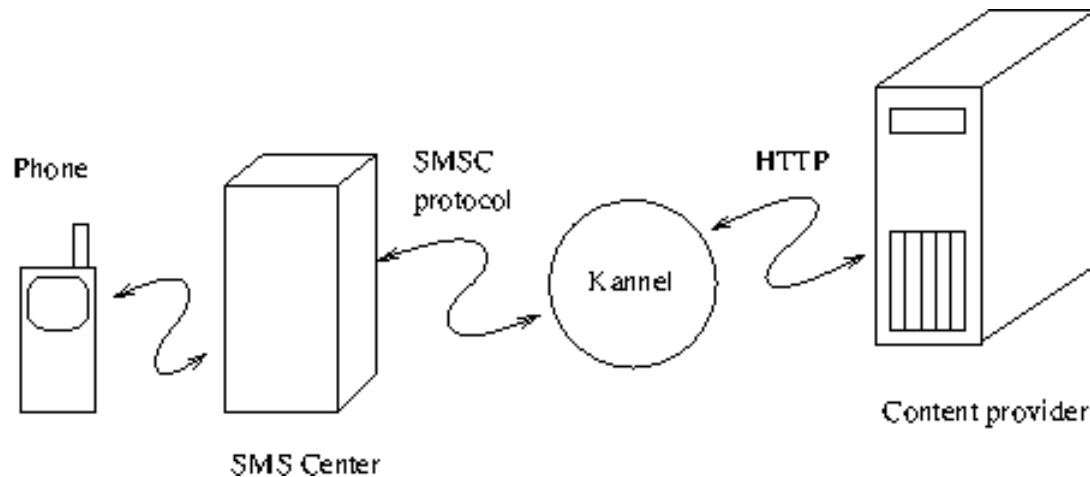 Phone
SMSC
protocol
HTTP
Kannel
Content provider
SMS Center